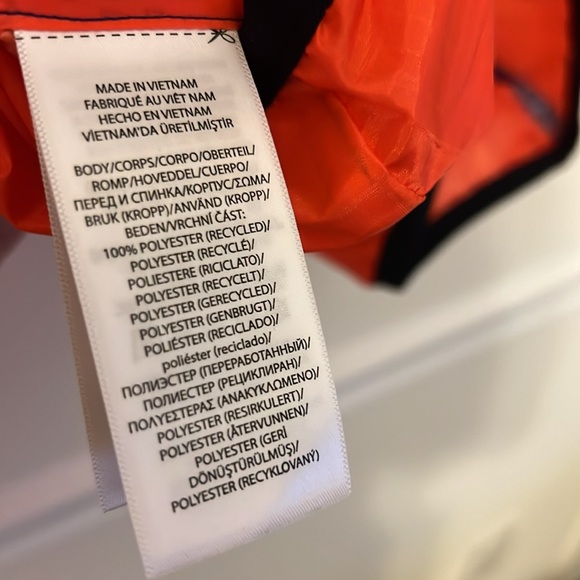 MADE IN VIETNAM
FABRIQUÉ AU VIÊT NAM
HECHO EN VIETNAM
VİETNAM'DA ÜRETİLMİŞTİR
BODY/CORPS/CORPO/OBERTEIL/
ROMP/HOVEDDEL/CUERPO/
ПЕРЕД И СПИНКА/КОРПУС/ΣΩΜΑ/
BRUK (KROPP)/ANVÄND (KROPP)/
BEDEN/VRCHNÍ ČÁST:
100% POLYESTER (RECYCLED)/
POLYESTER (RECYCLÉ)/
POLIESTERE (RICICLATO)/
POLYESTER (RECYCELT)/
POLYESTER (GERECYCLED)/
POLYESTER (GENBRUGT)/
POLIÉSTER (RECICLADO)/
poliéster (reciclado)/
ПОЛИЭСТЕР (ПЕРЕРАБОТАННЫЙ)/
ПОЛИЕСТЕР (РЕЦИКЛИРАН)/
ΠΟΛΥΕΣΤΕΡΑΣ (ΑΝΑΚΥΚΛΩΜΕΝΟ)/
POLYESTER (RESIRKULERT)/
POLYESTER (ÅTERVUNNEN)/
POLYESTER (GERİ
DÖNÜŞTÜRÜLMÜŞ)/
POLYESTER (RECYKLOVANÝ)